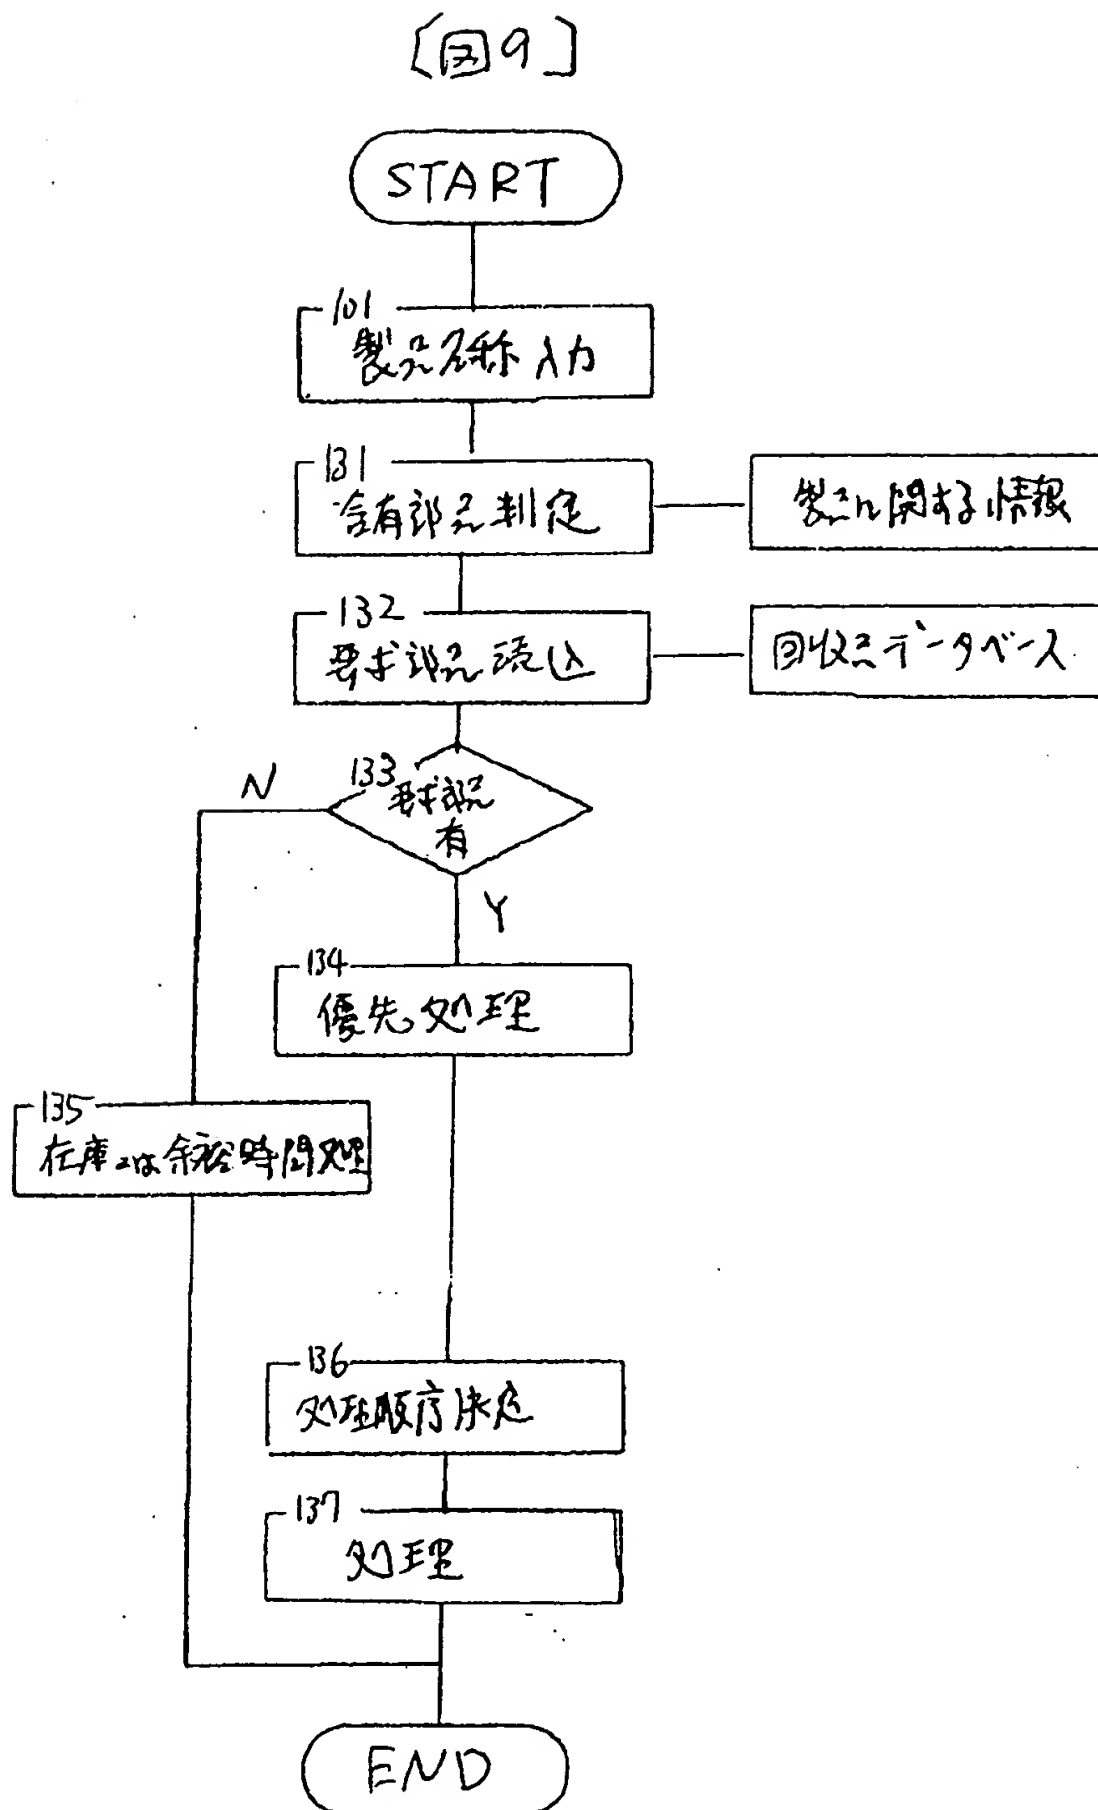 [図9]
START
101
製品名称入力
131
含有部品判定
製品に関する情報
132
要求部品読込
回収品データベース
133
要求部品
有
N
Y
134
優先処理
135
在庫又は余裕時間処理
136
処理順序決定
137
処理
END